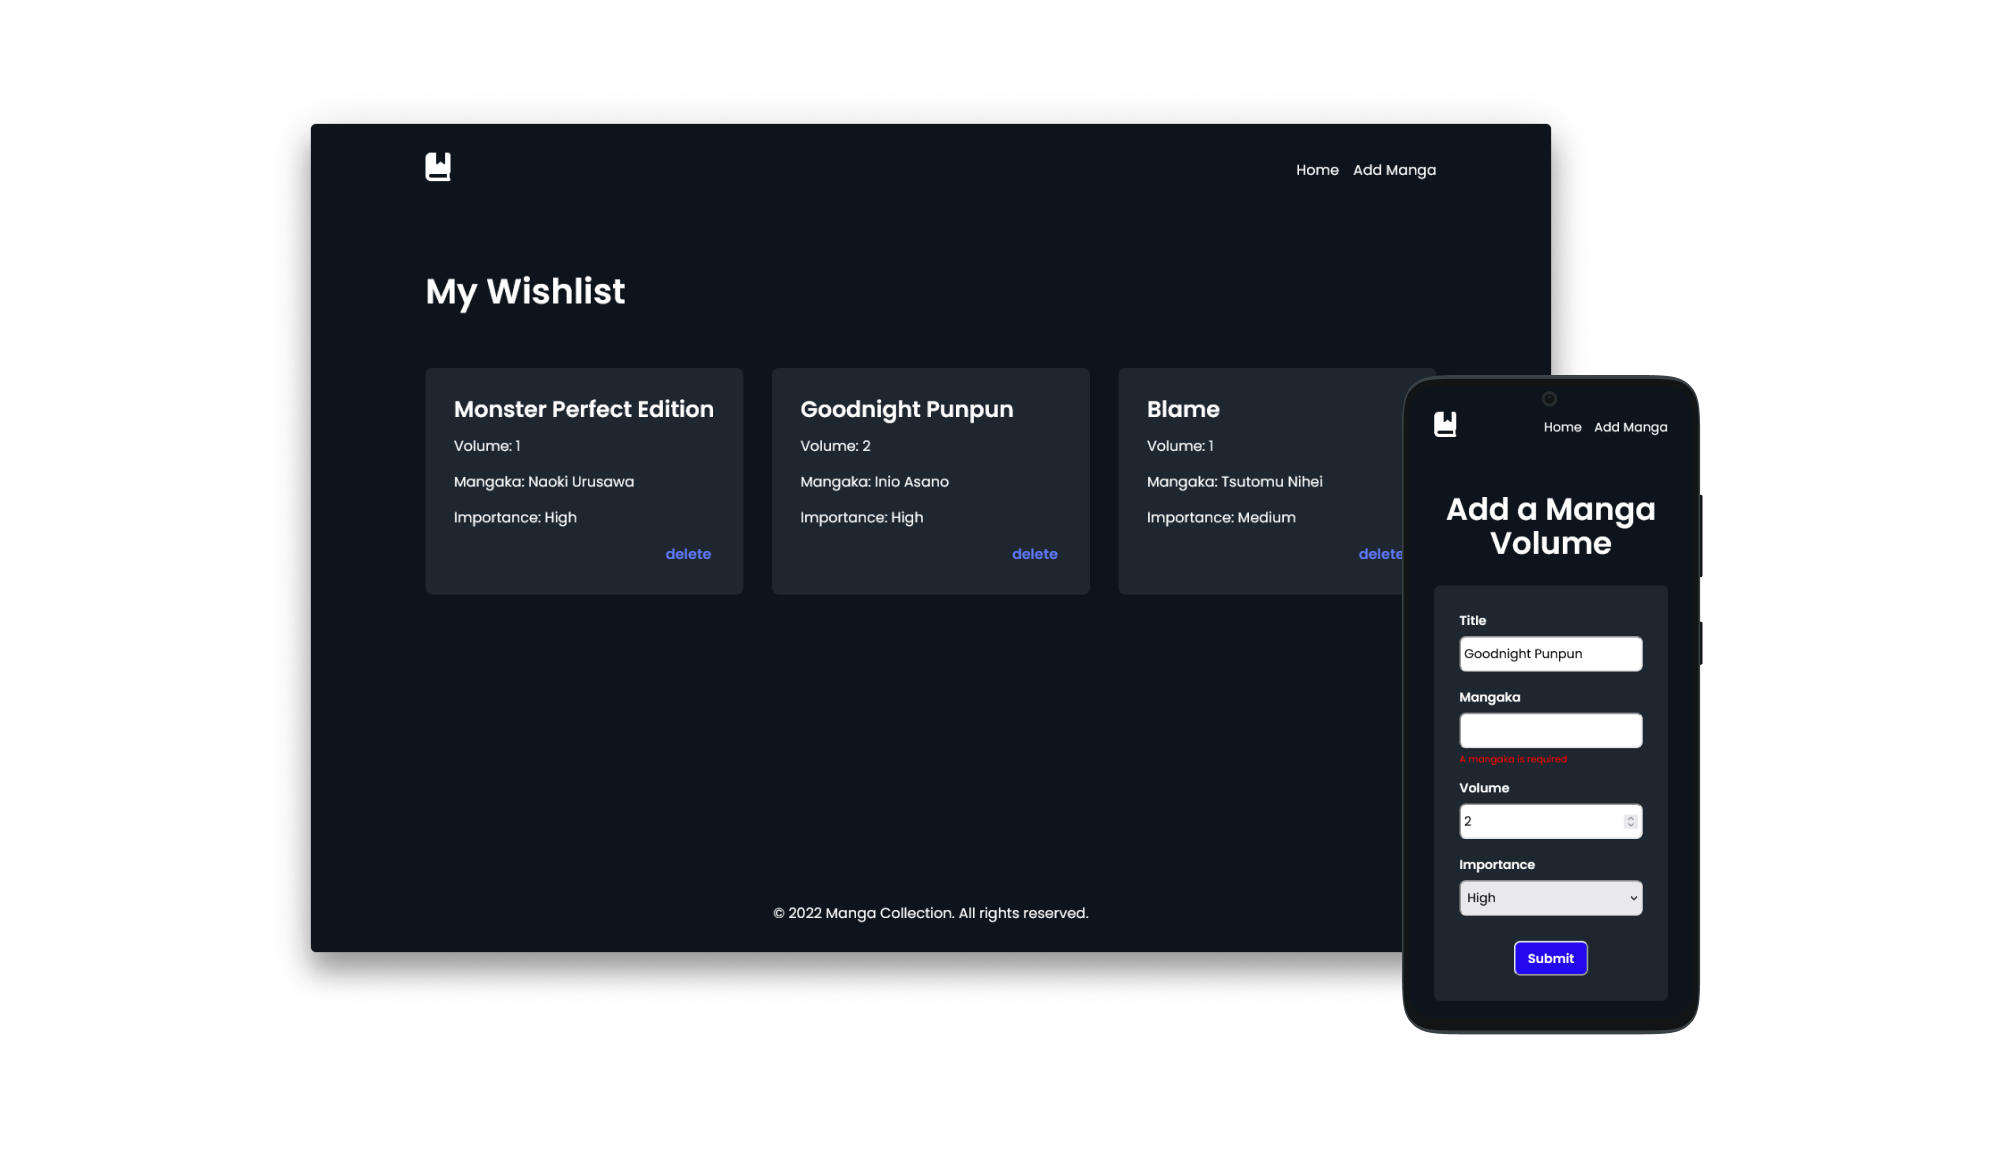 Home Add Manga
My Wishlist
Monster Perfect Edition
Volume: 1
Mangaka: Naoki Urusawa
Importance: High
delete
Goodnight Punpun
Volume: 2
Mangaka: Inio Asano
Importance: High
delete
Blame
Volume: 1
Mangaka: Tsutomu Nihei
Importance: Medium
delete
© 2022 Manga Collection. All rights reserved.
Home Add Manga
Add a Manga
Volume
Title
Goodnight Punpun
Mangaka
A mangaka is required
Volume
2
Importance
High
Submit